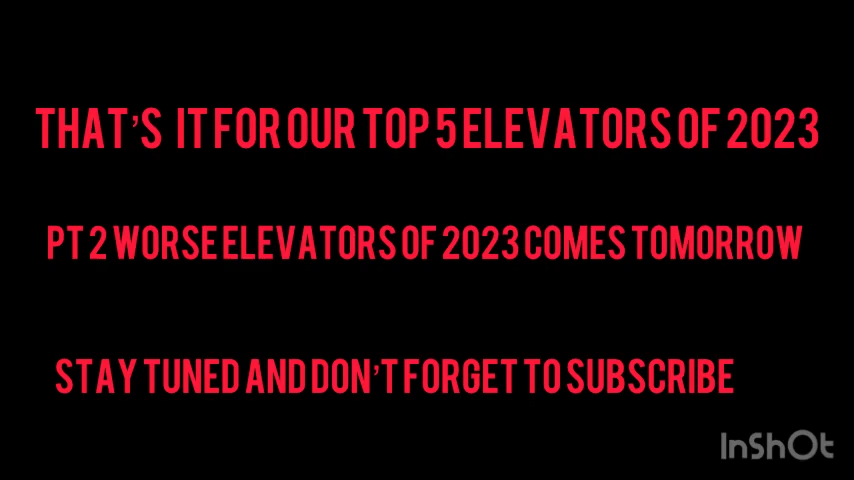 THAT'S IT FOR OUR TOP 5 ELEVATORS OF 2023
PT 2 WORSE ELEVATORS OF 2023 COMES TOMORROW
STAY TUNED AND DON'T FORGET TO SUBSCRIBE
InShOt